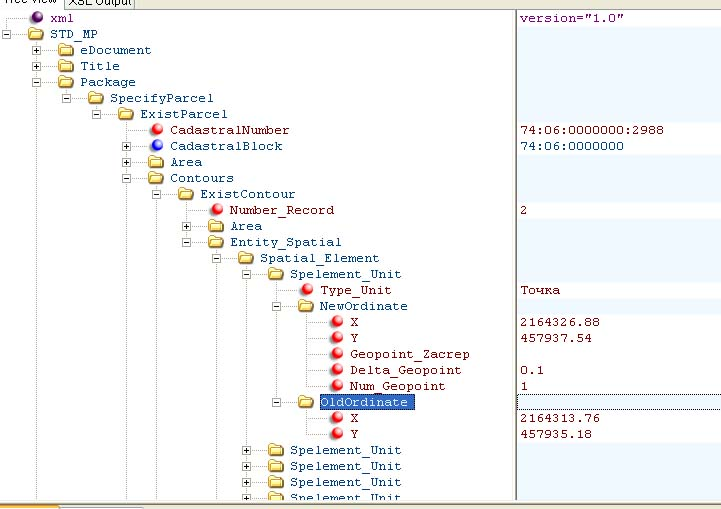 XSL Output
xml version="1.0"
STD_MP
eDocument
Title
Package
SpecifyParcel
ExistParcel
CadastralNumber 74:06:0000000:2988
CadastralBlock 74:06:0000000
Area
Contours
ExistContour
Number_Record 2
Area
Entity_Spatial
Spatial_Element
Spelement_Unit
Type_Unit Точка
NewOrdinate
X 2164326.88
Y 457937.54
Geopoint_Zacrep
Delta_Geopoint 0.1
Num_Geopoint 1
OldOrdinate
X 2164313.76
Y 457935.18
Spelement_Unit
Spelement_Unit
Spelement_Unit
Spelement_Unit